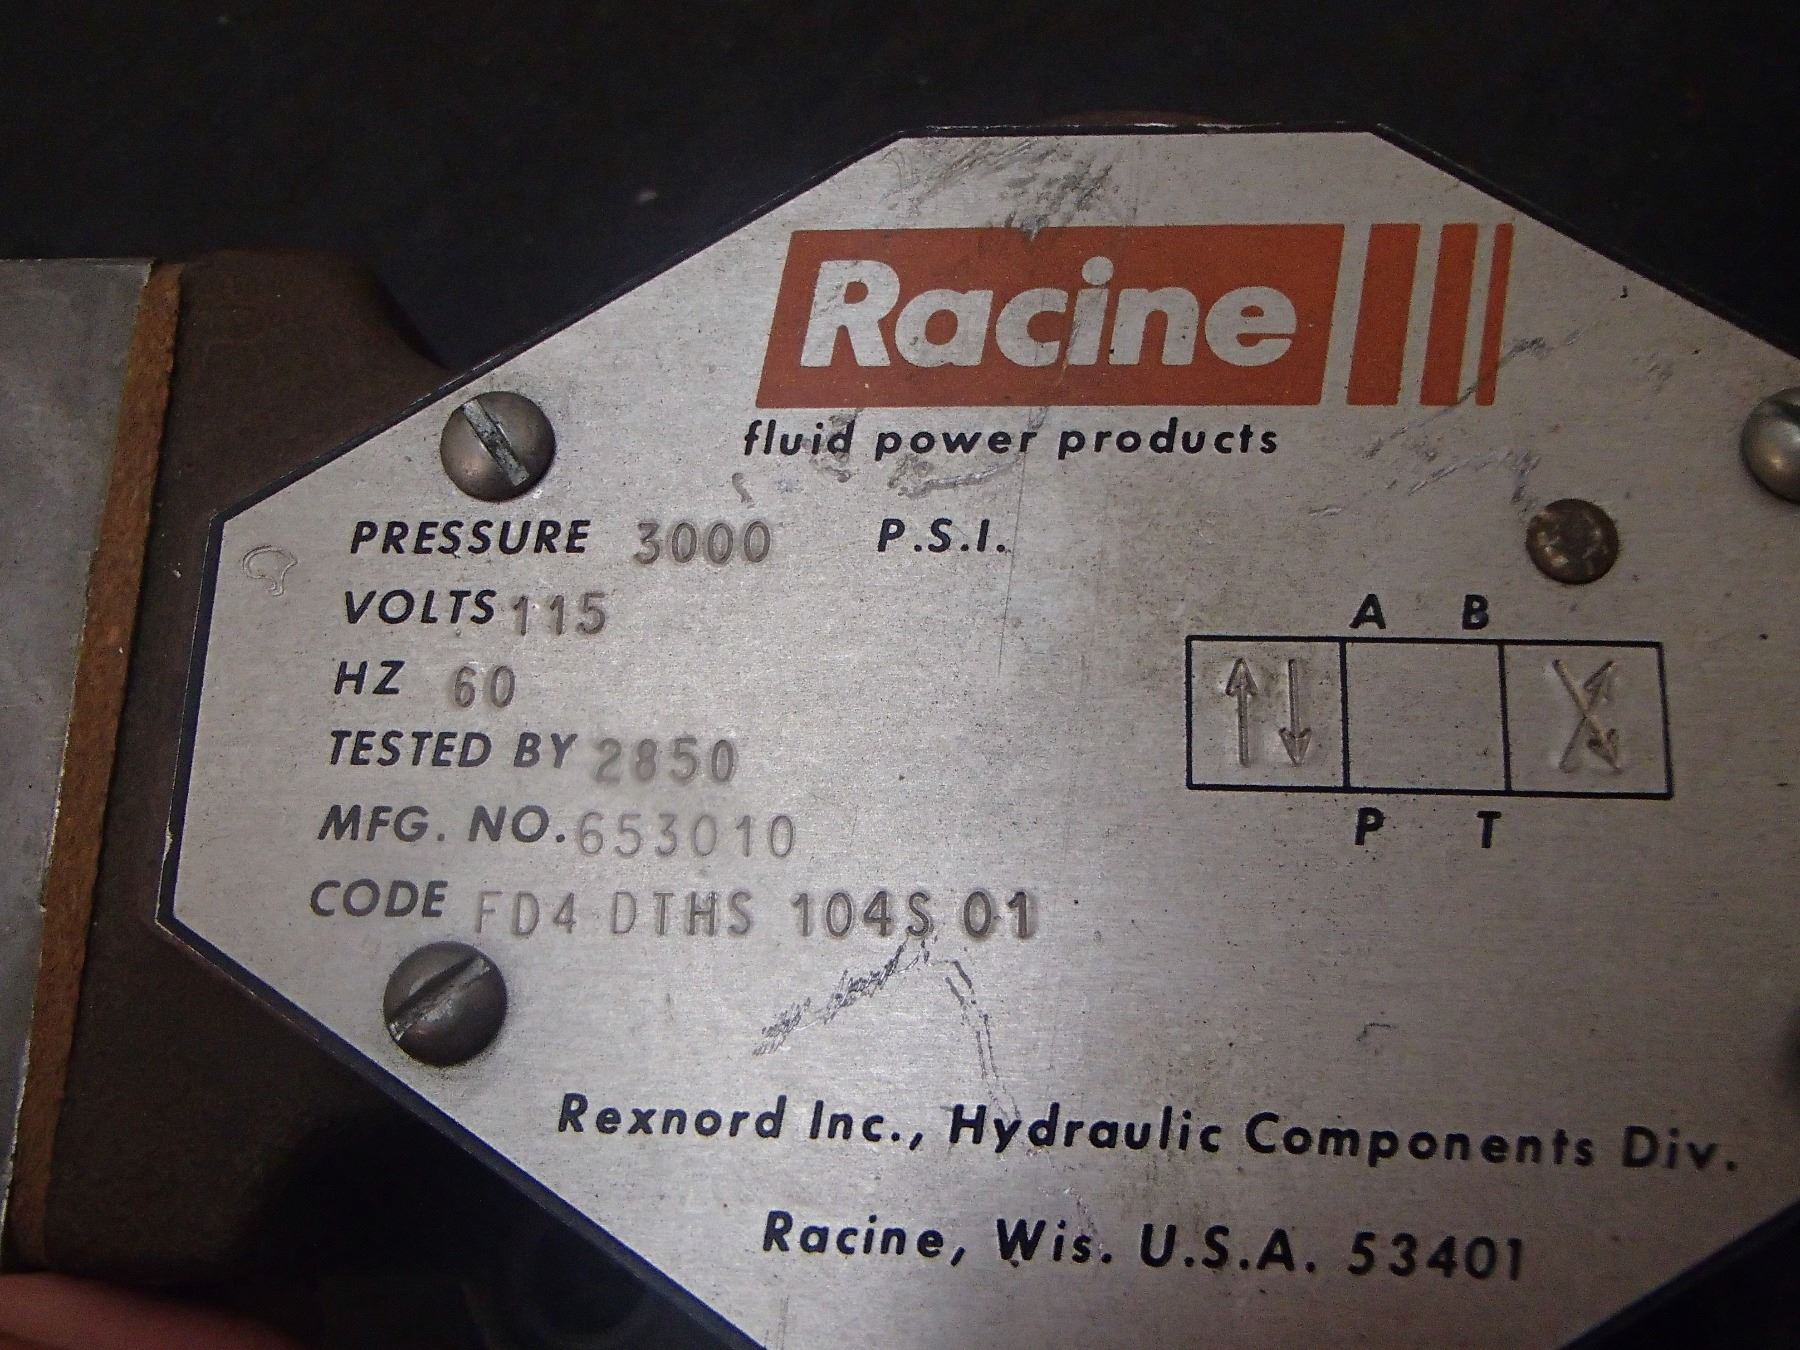 Racine
fluid power products
PRESSURE 3000 P.S.I.
VOLTS 115
HZ 60
TESTED BY 2850
MFG. NO. 653010
CODE FD4 DTHS 104S 01
A B
P T
Rexnord Inc., Hydraulic Components Div.
Racine, Wis. U.S.A. 53401